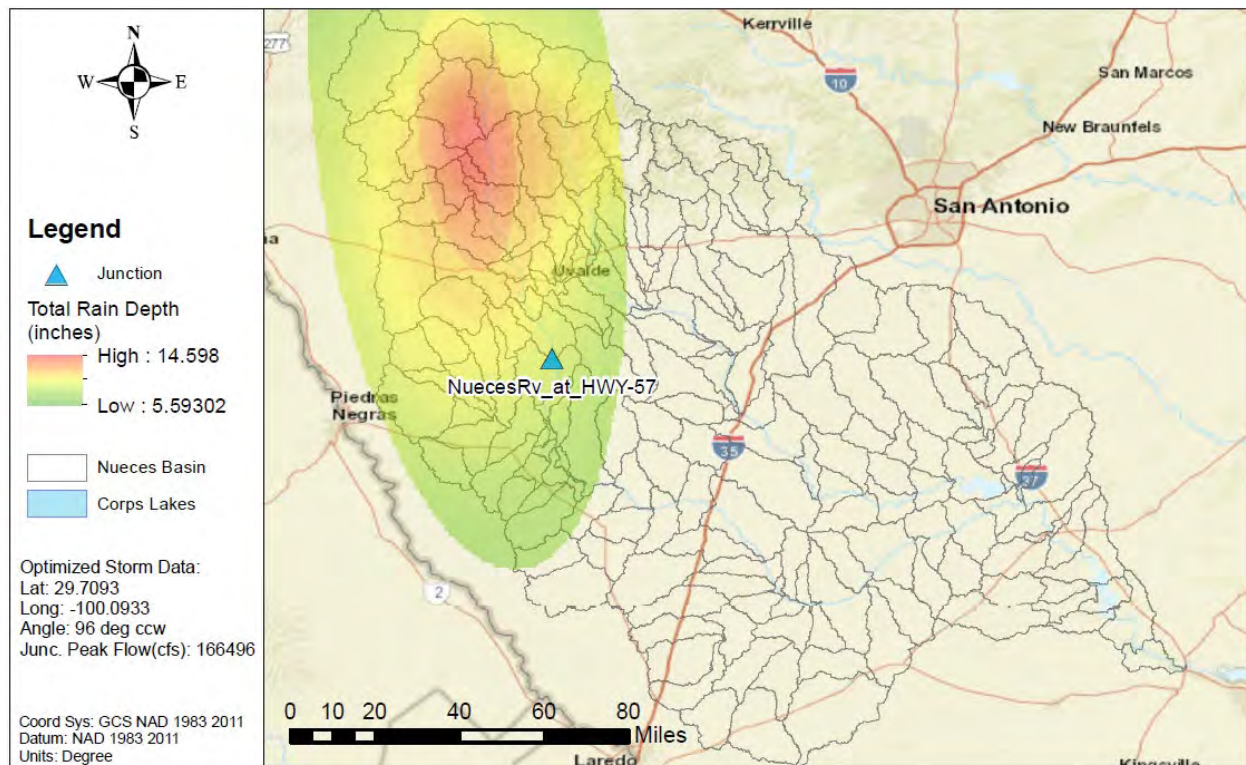 N
W E
S
Legend
Junction
Total Rain Depth
(inches)
High : 14.598
Low : 5.59302
Nueces Basin
Corps Lakes
Optimized Storm Data:
Lat: 29.7093
Long: -100.0933
Angle: 96 deg ccw
Junc. Peak Flow(cfs): 166496
Coord Sys: GCS NAD 1983 2011
Datum: NAD 1983 2011
Units: Degree
277
Kerrville
10
San Marcos
New Braunfels
San Antonio
Uvalde
NuecesRv_at_HWY-57
Piedras
Negras
35
37
2
0 10 20 40 60 80
Miles
Laredo